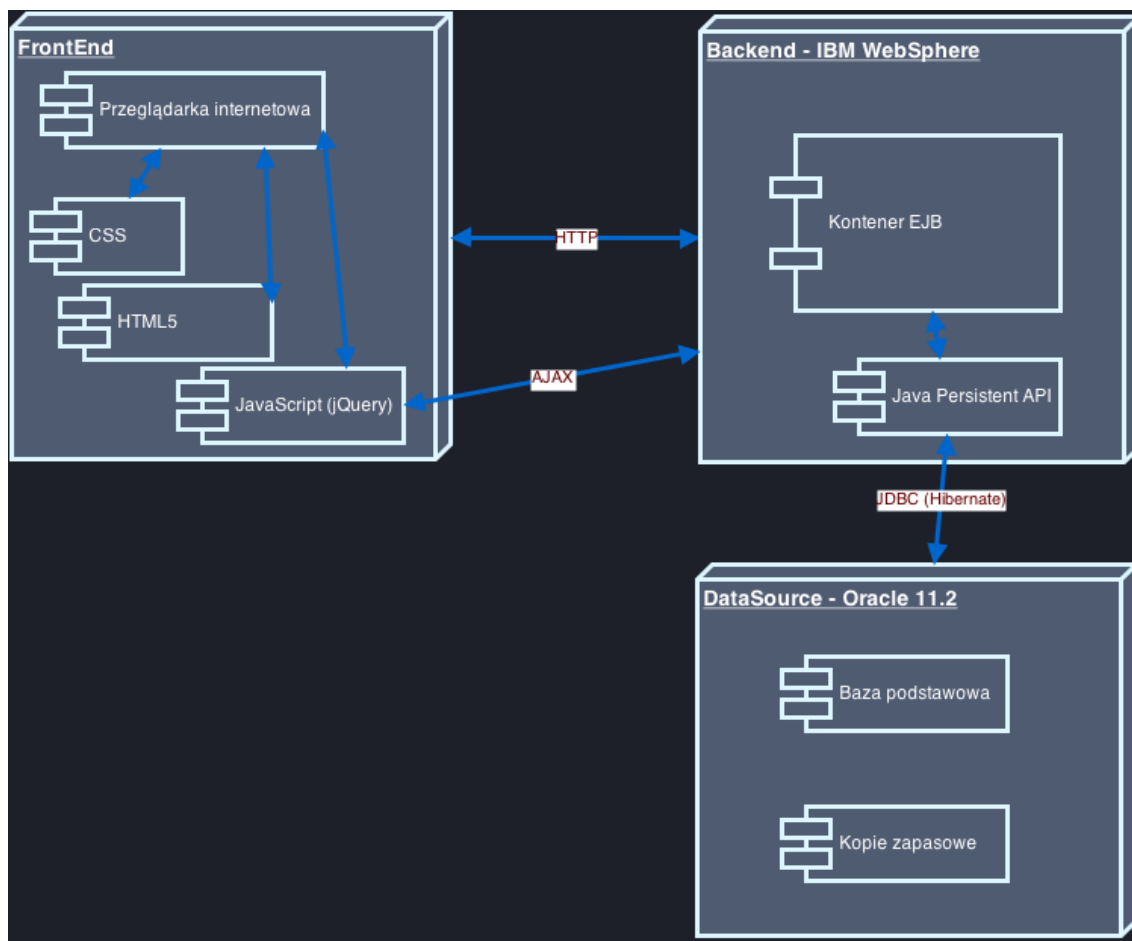 FrontEnd
Przeglądarka internetowa
CSS
HTML5
JavaScript (jQuery)
HTTP
AJAX
Backend - IBM WebSphere
Kontener EJB
Java Persistent API
JDBC (Hibernate)
DataSource - Oracle 11.2
Baza podstawowa
Kopie zapasowe